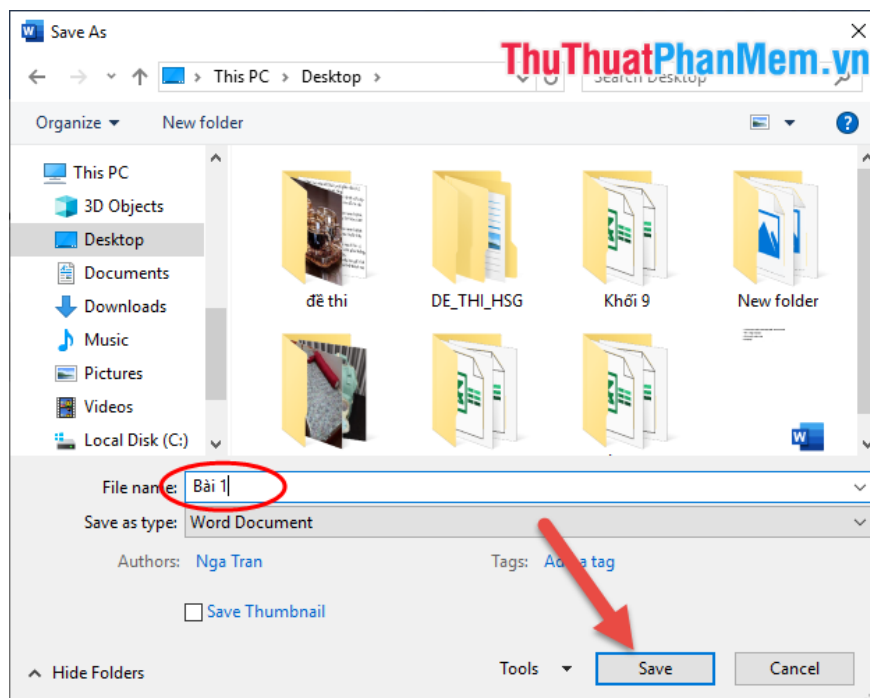 Save As
ThuThuatPhanMem.vn
This PC > Desktop >
Search Desktop
Organize
New folder
This PC
3D Objects
Desktop
Documents
Downloads
Music
Pictures
Videos
Local Disk (C:)
đề thi
DE_THI_HSG
Khối 9
New folder
File name: Bài 1
Save as type: Word Document
Authors: Nga Tran
Tags: Add a tag
Save Thumbnail
Hide Folders
Tools
Save
Cancel